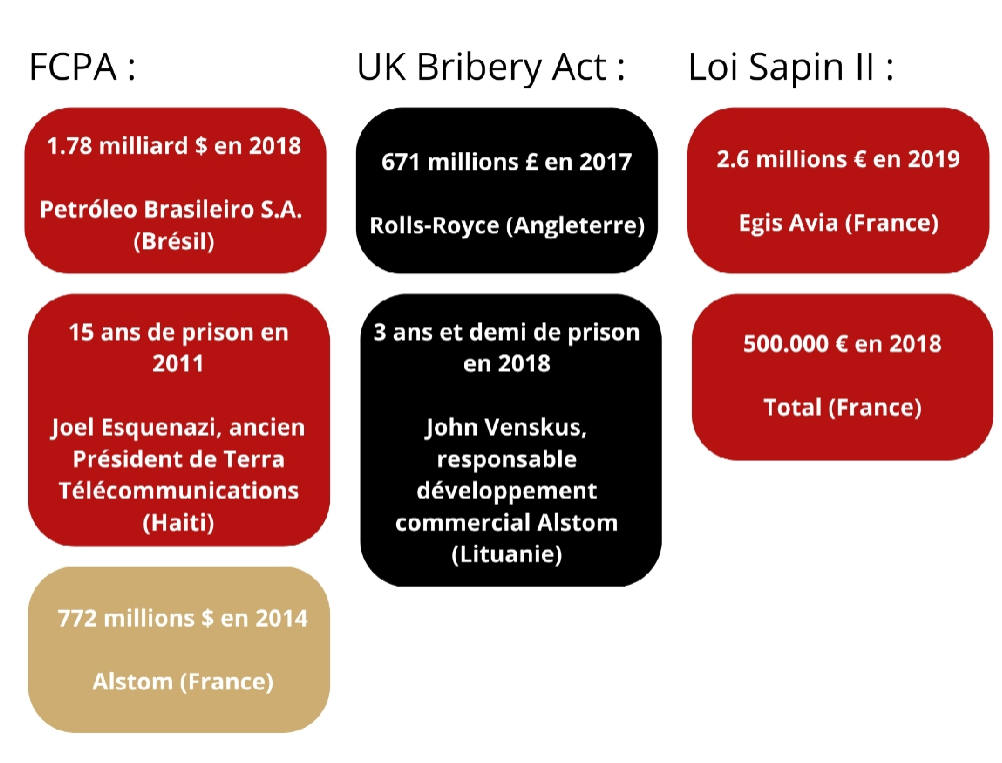 FCPA :
1.78 milliard $ en 2018
Petróleo Brasileiro S.A.
(Brésil)
15 ans de prison en
2011
Joel Esquenazi, ancien
Président de Terra
Télécommunications
(Haiti)
772 millions $ en 2014
Alstom (France)
UK Bribery Act :
671 millions £ en 2017
Rolls-Royce (Angleterre)
3 ans et demi de prison
en 2018
John Venskus,
responsable
développement
commercial Alstom
(Lituanie)
Loi Sapin II :
2.6 millions € en 2019
Egis Avia (France)
500.000 € en 2018
Total (France)